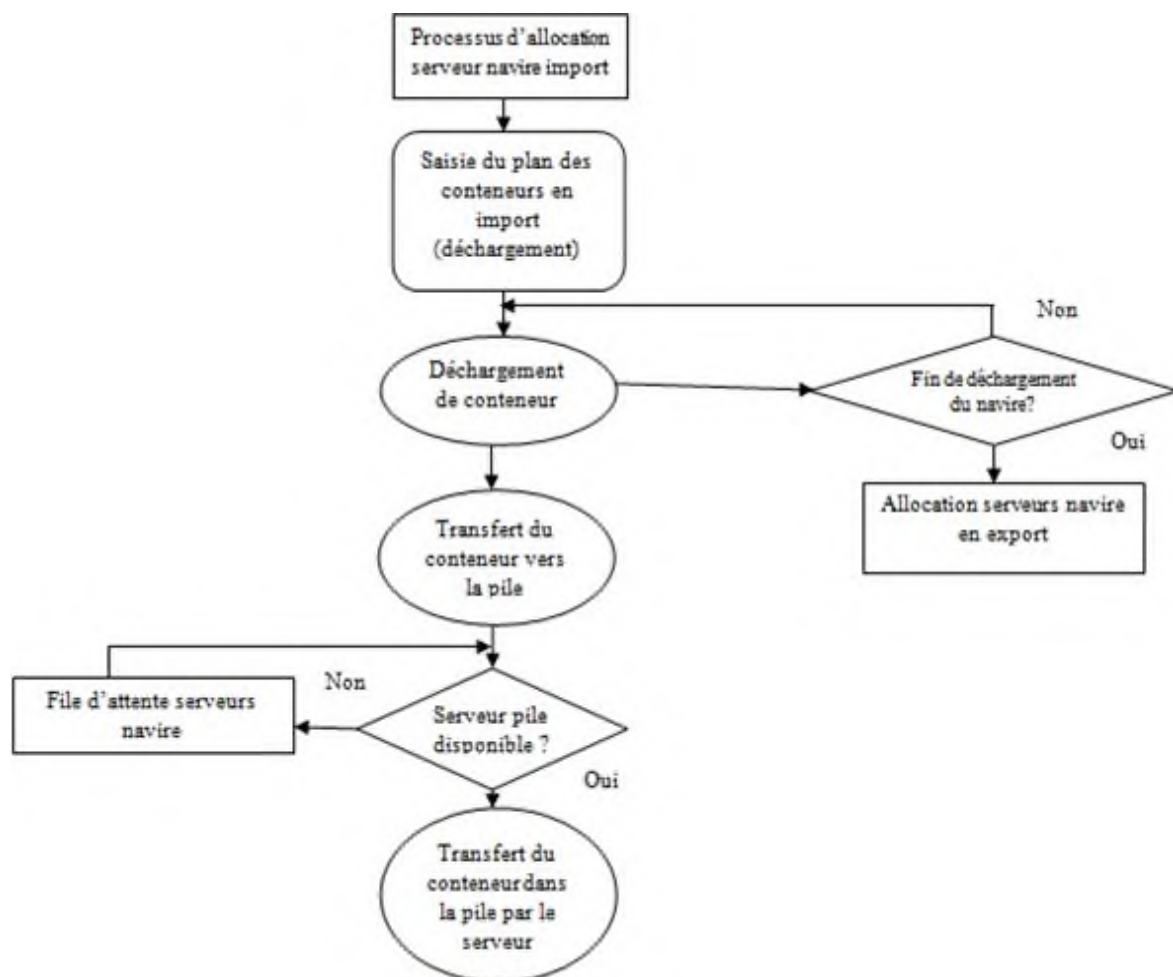 Processus d'allocation
serveur navire import
Saisie du plan des
conteneurs en
import
(déchargement)
Non
Déchargement
de conteneur
Fin de déchargement
du navire?
Oui
Allocation serveurs navire
en export
Transfert du
conteneur vers
la pile
Non
File d'attente serveurs
navire
Serveur pile
disponible ?
Oui
Transfert du
conteneur dans
la pile par le
serveur